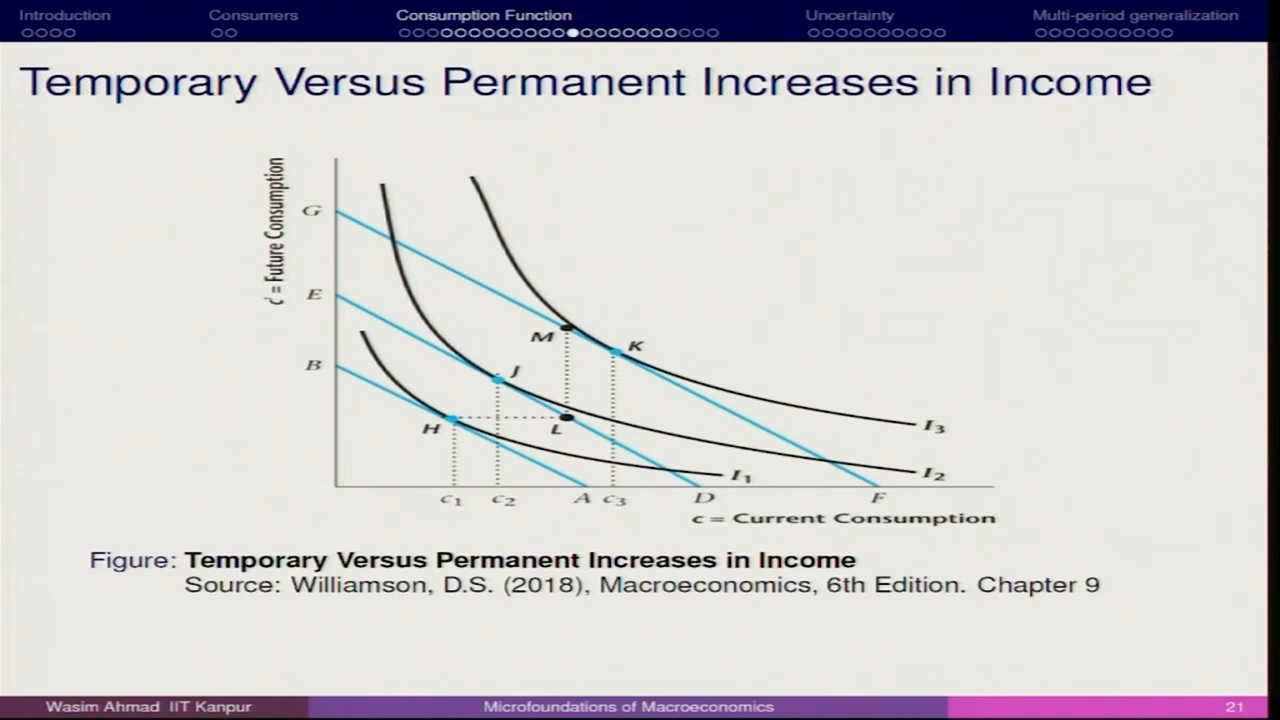 Introduction Consumers Consumption Function Uncertainty Multi-period generalization
Temporary Versus Permanent Increases in Income
c' = Future Consumption
G
E
B
M
K
J
H
L
I3
I2
I1
c1 c2 A c3 D F
c = Current Consumption
Figure: Temporary Versus Permanent Increases in Income
Source: Williamson, D.S. (2018), Macroeconomics, 6th Edition. Chapter 9
Wasim Ahmad IIT Kanpur Microfoundations of Macroeconomics 21